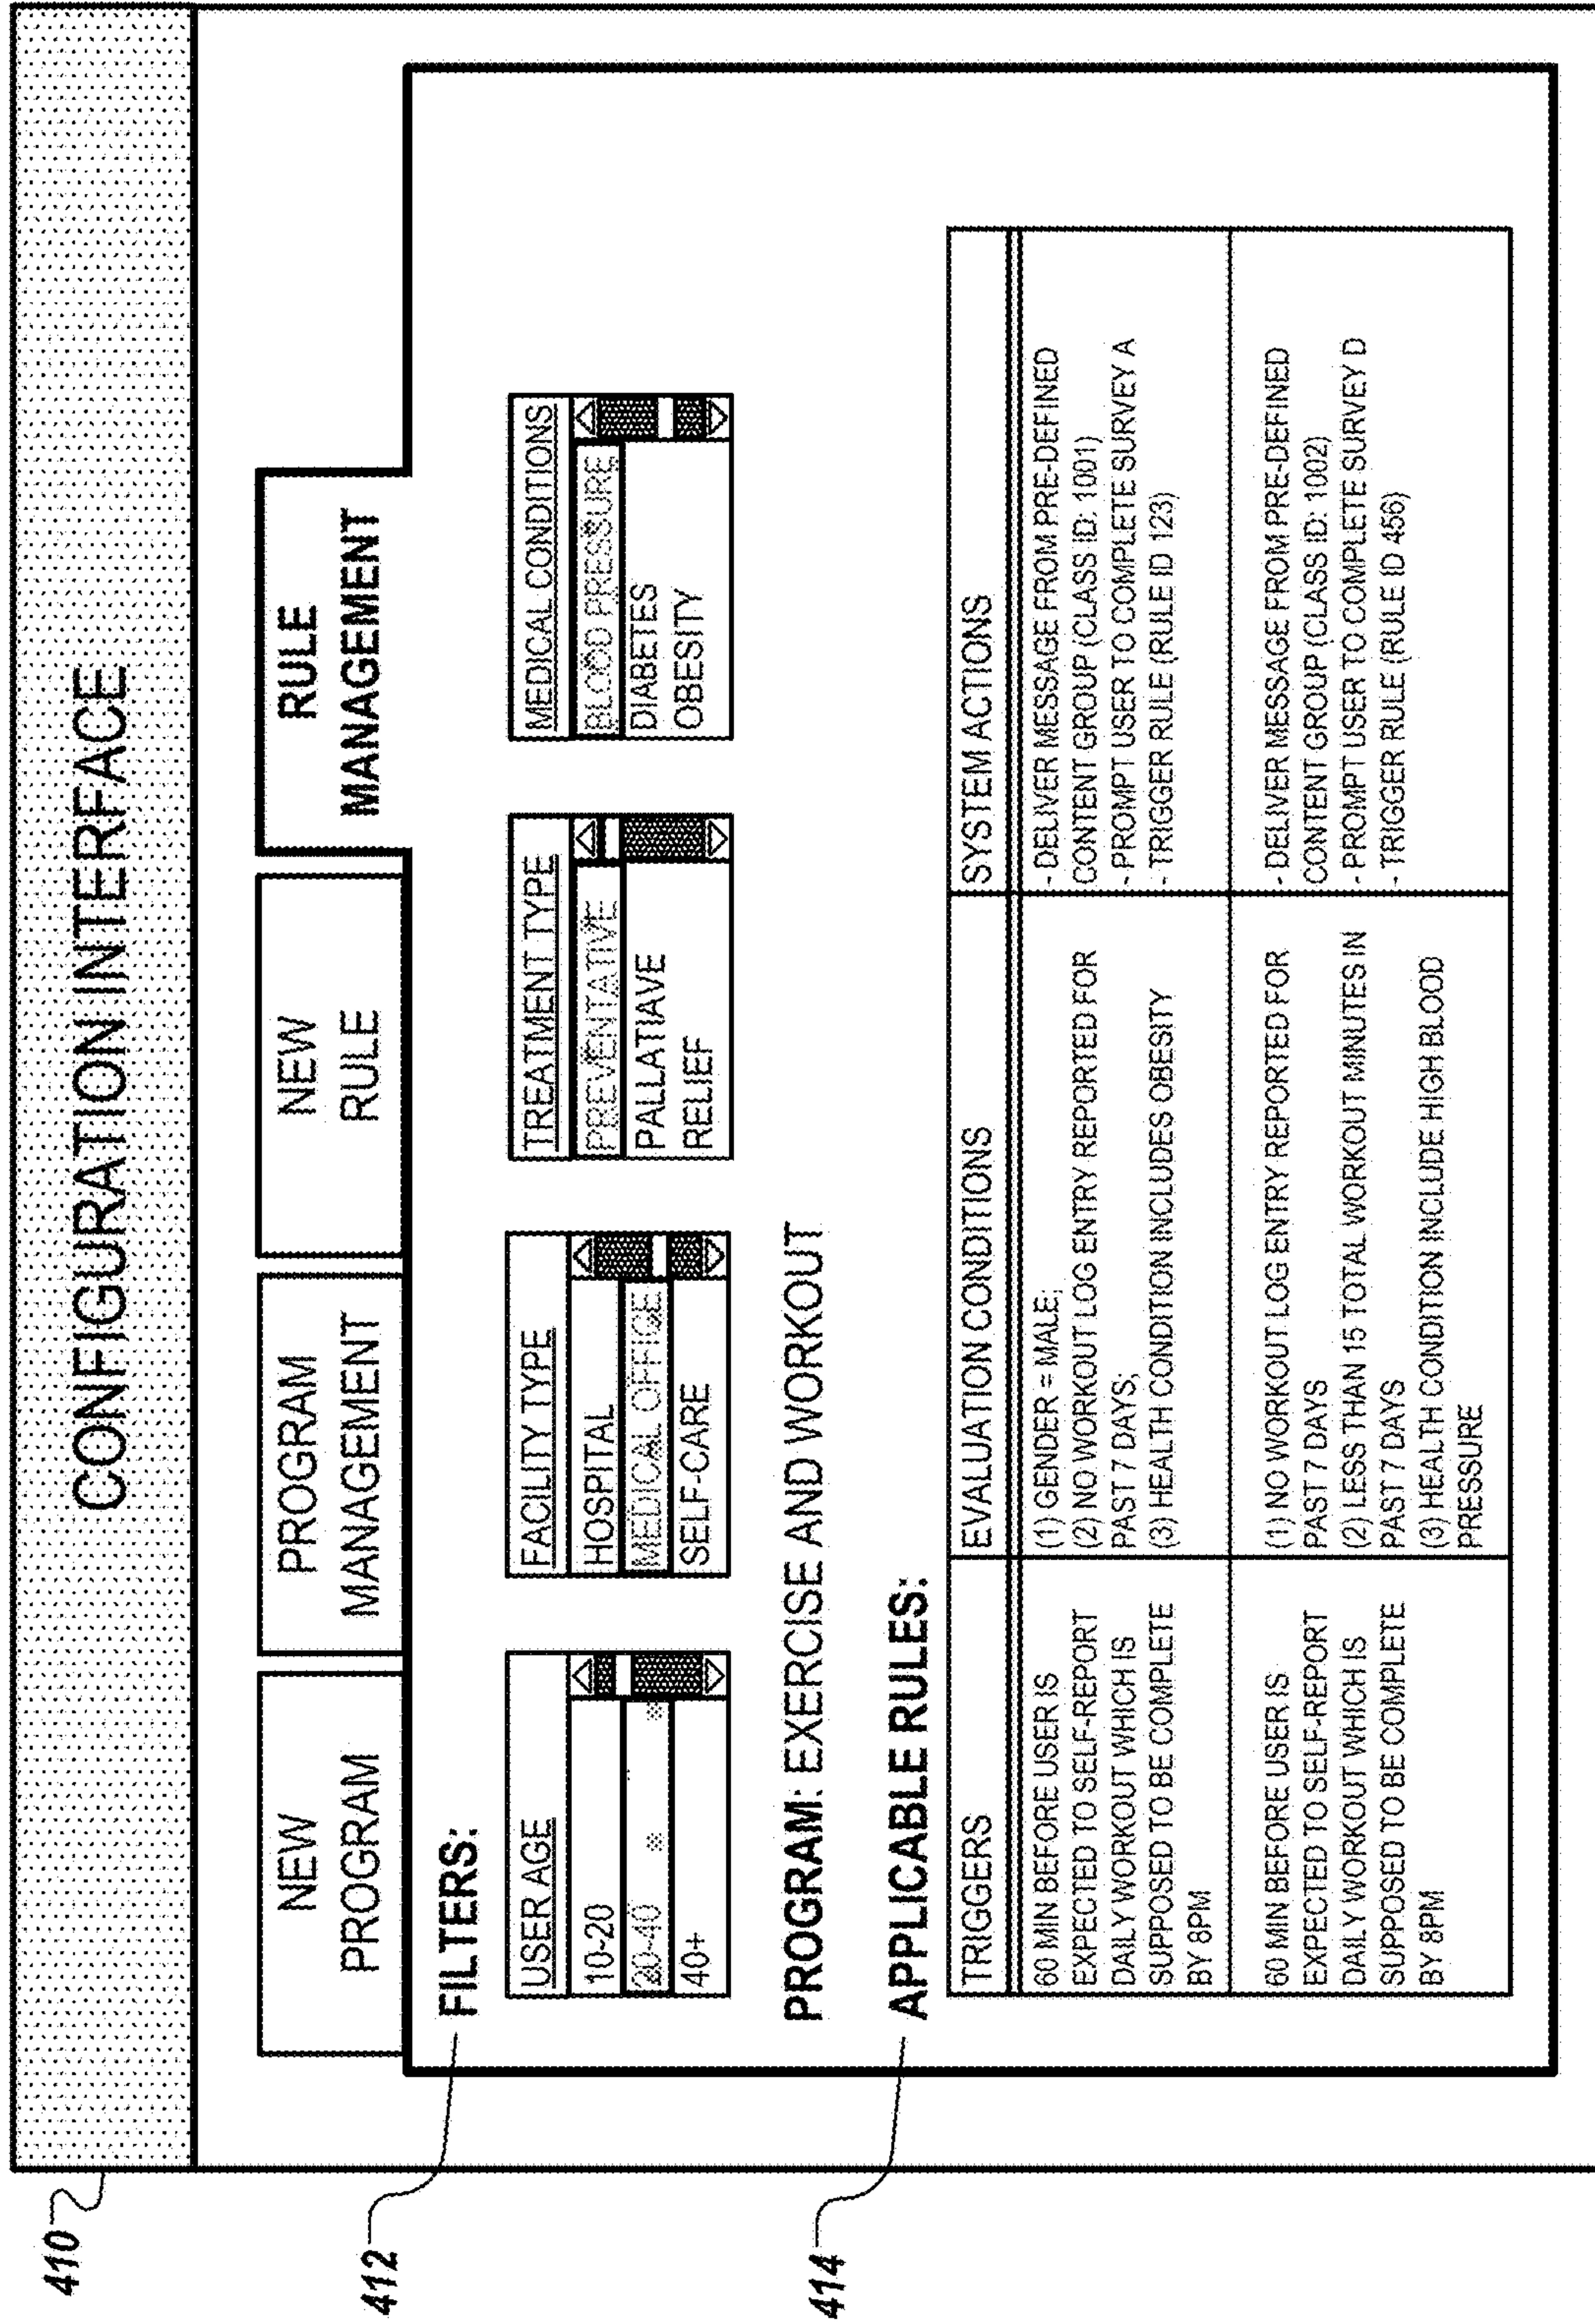 410
CONFIGURATION INTERFACE
NEW
PROGRAM
PROGRAM
MANAGEMENT
NEW
RULE
RULE
MANAGEMENT
412
FILTERS:
USER AGE
10-20
20-40
40+
FACILITY TYPE
HOSPITAL
MEDICAL OFFICE
SELF-CARE
TREATMENT TYPE
PREVENTATIVE
PALLATIAVE
RELIEF
MEDICAL CONDITIONS
BLOOD PRESSURE
DIABETES
OBESITY
PROGRAM: EXERCISE AND WORKOUT
414
APPLICABLE RULES:
TRIGGERS
EVALUATION CONDITIONS
SYSTEM ACTIONS
60 MIN BEFORE USER IS
EXPECTED TO SELF-REPORT
DAILY WORKOUT WHICH IS
SUPPOSED TO BE COMPLETE
BY 8PM
(1) GENDER = MALE;
(2) NO WORKOUT LOG ENTRY REPORTED FOR
PAST 7 DAYS;
(3) HEALTH CONDITION INCLUDES OBESITY
- DELIVER MESSAGE FROM PRE-DEFINED
CONTENT GROUP (CLASS ID: 1001)
- PROMPT USER TO COMPLETE SURVEY A
- TRIGGER RULE (RULE ID 123)
60 MIN BEFORE USER IS
EXPECTED TO SELF-REPORT
DAILY WORKOUT WHICH IS
SUPPOSED TO BE COMPLETE
BY 8PM
(1) NO WORKOUT LOG ENTRY REPORTED FOR
PAST 7 DAYS
(2) LESS THAN 15 TOTAL WORKOUT MINUTES IN
PAST 7 DAYS
(3) HEALTH CONDITION INCLUDE HIGH BLOOD
PRESSURE
- DELIVER MESSAGE FROM PRE-DEFINED
CONTENT GROUP (CLASS ID: 1002)
- PROMPT USER TO COMPLETE SURVEY D
- TRIGGER RULE (RULE ID 456)